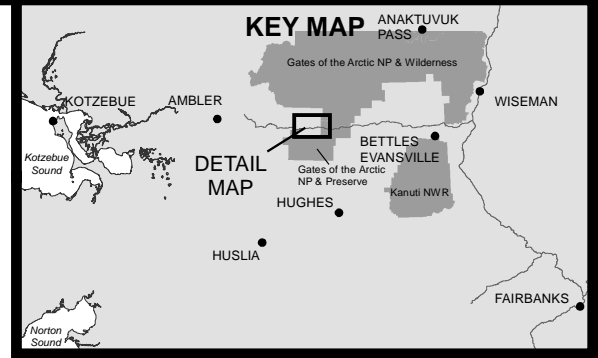 KEY MAP
ANAKTUVUK
PASS
Gates of the Arctic NP & Wilderness
KOTZEBUE
AMBLER
WISEMAN
BETTLES
EVANSVILLE
Kotzebue
Sound
DETAIL
MAP
Gates of the Arctic
NP & Preserve
Kanuti NWR
HUGHES
HUSLIA
FAIRBANKS
Norton
Sound